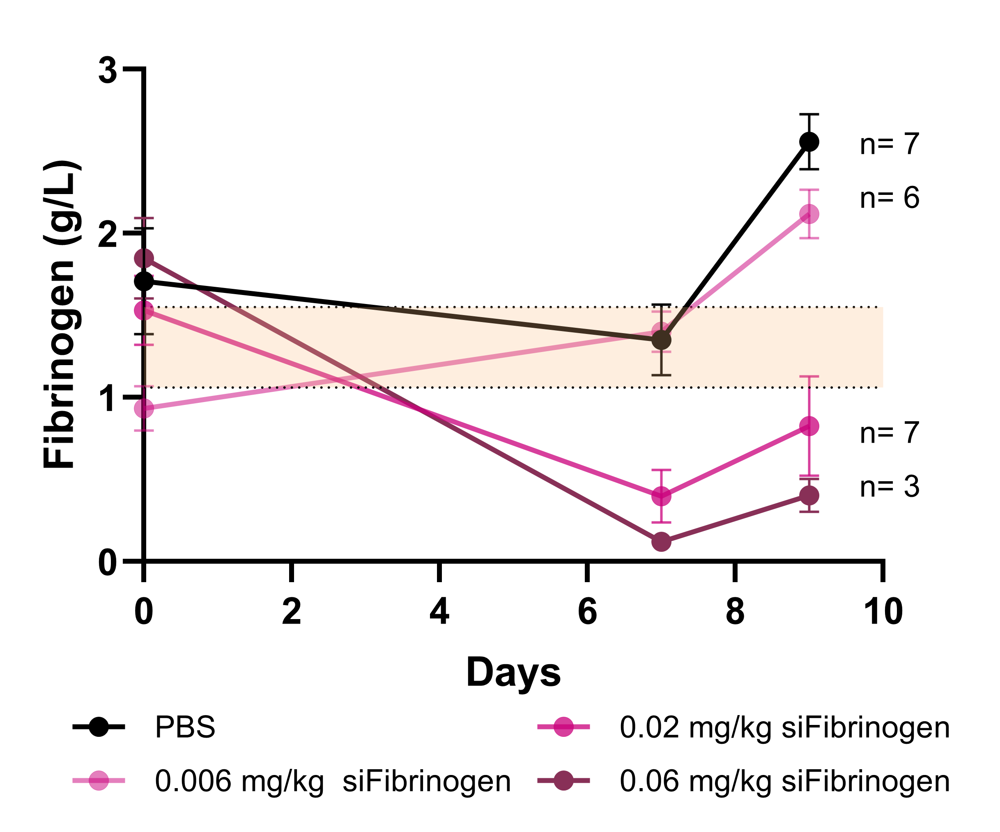 Fibrinogen (g/L)
3
2
1
0
n= 7
n= 6
n= 7
n= 3
0 2 4 6 8 10
Days
PBS
0.02 mg/kg siFibrinogen
0.006 mg/kg  siFibrinogen
0.06 mg/kg siFibrinogen